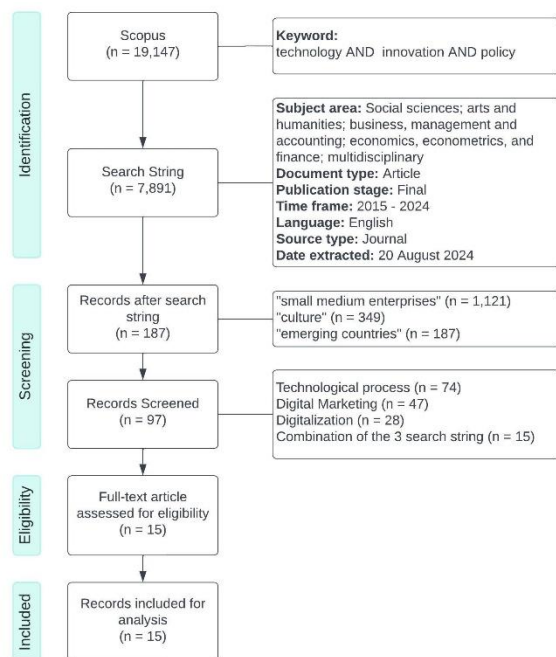 Identification
Scopus
(n = 19,147)
Keyword:
technology AND innovation AND policy
Search String
(n = 7,891)
Subject area: Social sciences; arts and
humanities; business, management and
accounting; economics, econometrics, and
finance; multidisciplinary
Document type: Article
Publication stage: Final
Time frame: 2015 - 2024
Language: English
Source type: Journal
Date extracted: 20 August 2024
Screening
Records after search
string
(n = 187)
"small medium enterprises" (n = 1,121)
"culture" (n = 349)
"emerging countries" (n = 187)
Records Screened
(n = 97)
Technological process (n = 74)
Digital Marketing (n = 47)
Digitalization (n = 28)
Combination of the 3 search string (n = 15)
Eligibility
Full-text article
assessed for eligibility
(n = 15)
Included
Records included for
analysis
(n = 15)